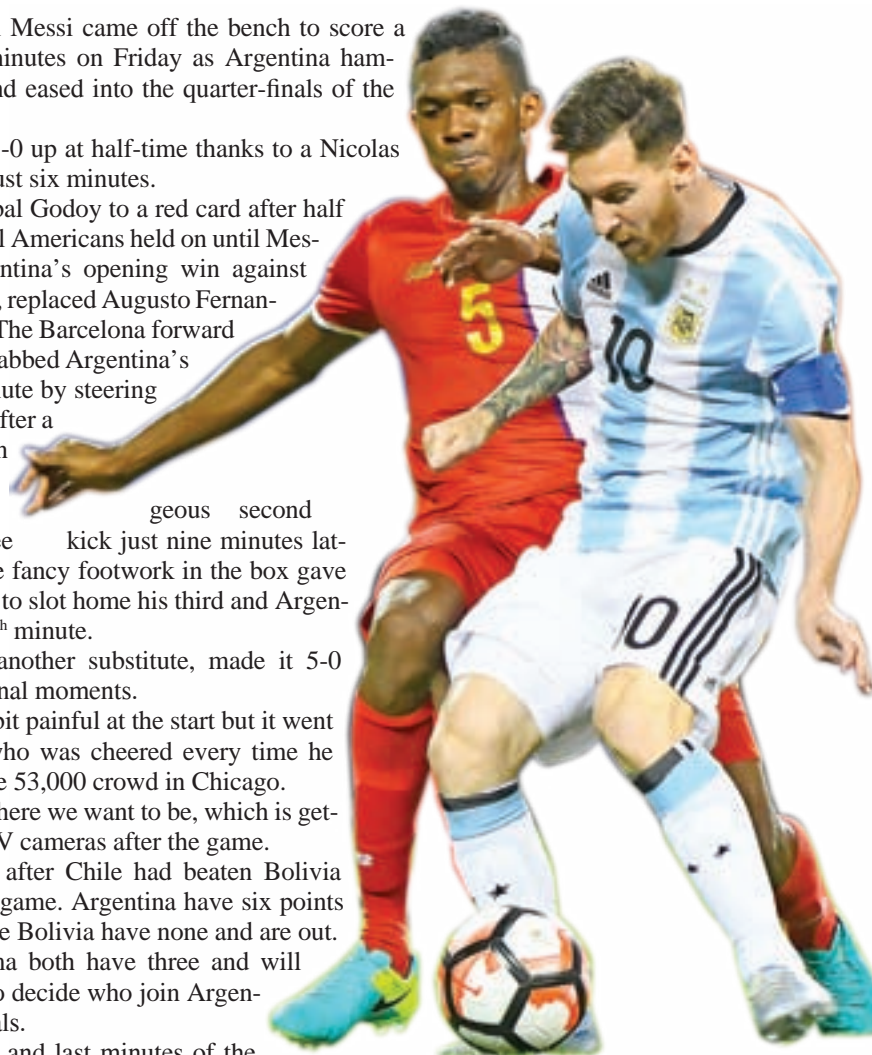 Messi came off the bench to score a
minutes on Friday as Argentina ham-
nd eased into the quarter-finals of the
-0 up at half-time thanks to a Nicolas
ust six minutes.
bal Godoy to a red card after half
l Americans held on until Mes-
entina's opening win against
, replaced Augusto Fernan-
The Barcelona forward
abbed Argentina's
ute by steering
fter a
n
geous second
ee kick just nine minutes lat-
e fancy footwork in the box gave
to slot home his third and Argen-
h minute.
another substitute, made it 5-0
nal moments.
bit painful at the start but it went
who was cheered every time he
e 53,000 crowd in Chicago.
here we want to be, which is get-
V cameras after the game.
after Chile had beaten Bolivia
game. Argentina have six points
e Bolivia have none and are out.
na both have three and will
o decide who join Argen-
als.
and last minutes of the
5
10
10